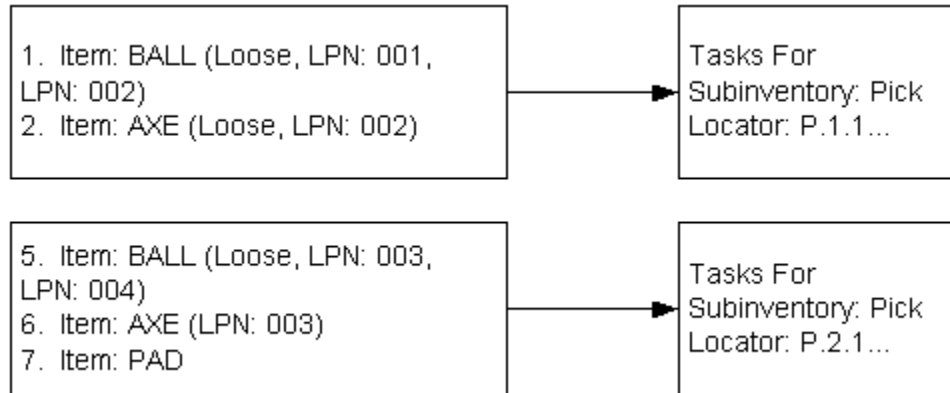 1. Item: BALL (Loose, LPN: 001,
LPN: 002)
2. Item: AXE (Loose, LPN: 002)
Tasks For
Subinventory: Pick
Locator: P.1.1...
5. Item: BALL (Loose, LPN: 003,
LPN: 004)
6. Item: AXE (LPN: 003)
7. Item: PAD
Tasks For
Subinventory: Pick
Locator: P.2.1...